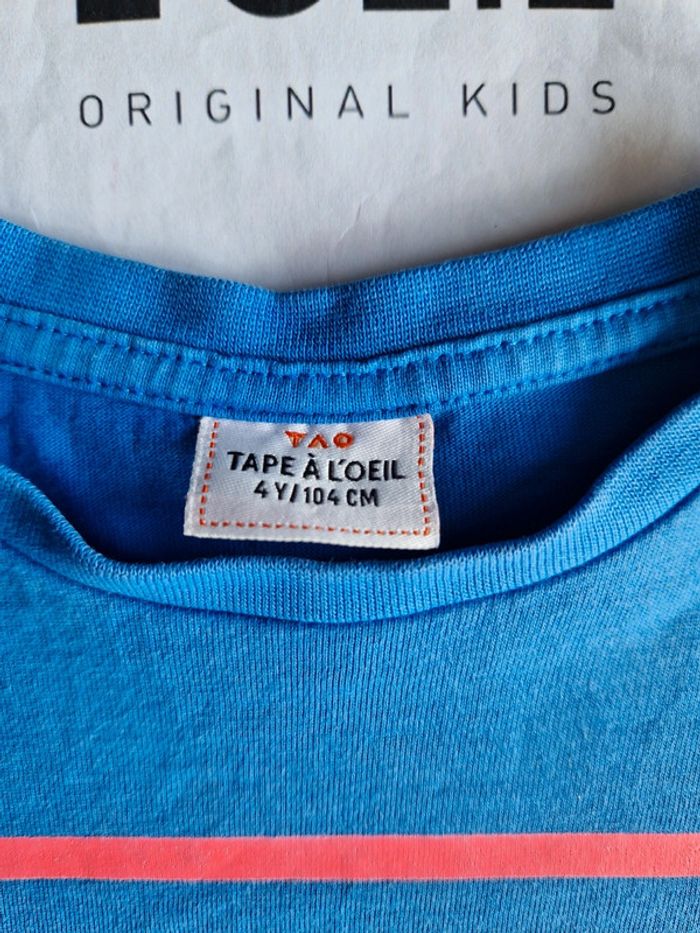 ORIGINAL KIDS
TAO
TAPE À L'OEIL
4 Y/104 CM